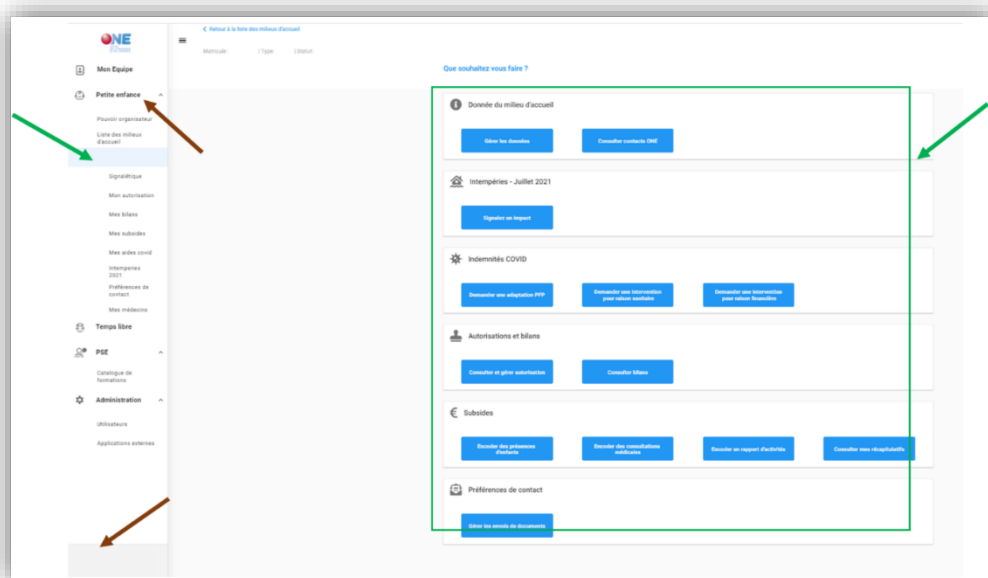 ONE
Retour à la liste des milieux d'accueil
Matricule: | Type: | Statut:
Mon Equipe
Petite enfance
Pouvoir organisateur
Liste des milieux
d'accueil
Signalétique
Mon autorisation
Mes bilans
Mes subsides
Mes aides covid
Intemperies
2021
Préférences de
contact
Mes médecins
Temps libre
PSE
Catalogue de
formations
Administration
Utilisateurs
Applications externes
Que souhaitez vous faire ?
Donnée du milieu d'accueil
Gérer les données
Consulter contacts ONE
Intempéries - Juillet 2021
Signaler un impact
Indemnités COVID
Demander une adaptation PFP
Demander une intervention
pour raison sanitaire
Demander une intervention
pour raison financière
Autorisations et bilans
Consulter et gérer autorisation
Consulter bilans
Subsides
Encoder des présences
d'enfants
Encoder des consultations
médicales
Encoder un rapport d'activités
Consulter mes récapitulatifs
Préférences de contact
Gérer les envois de documents